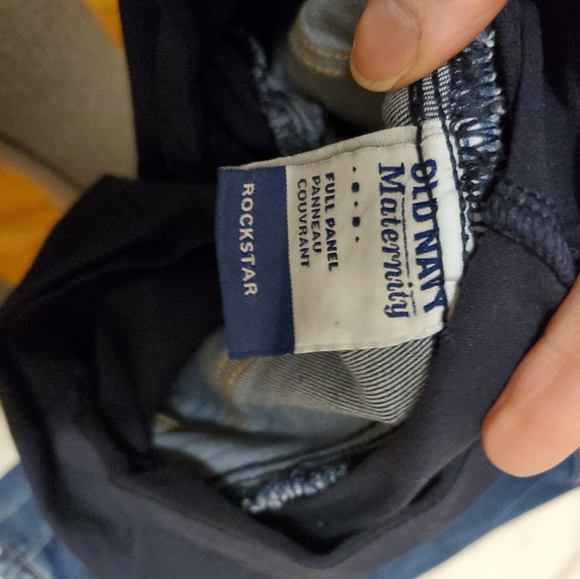 OLD NAVY
Maternity
FULL PANEL
PANNEAU
COUVRANT
ROCKSTAR